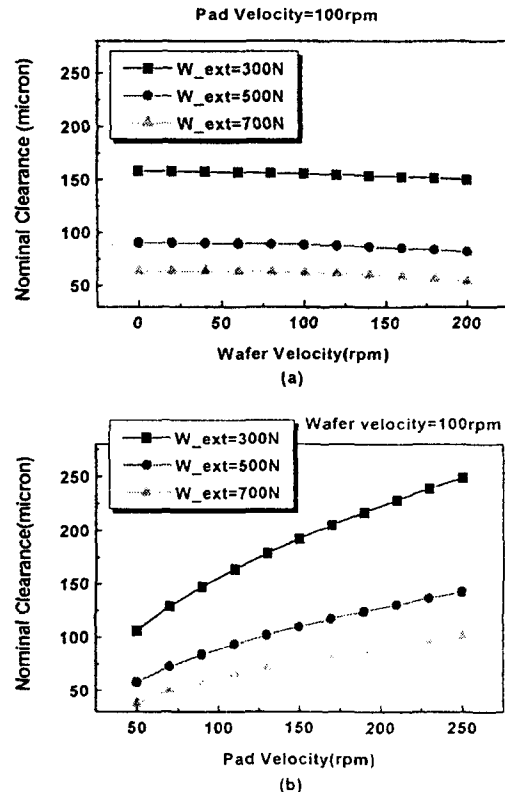 Pad Velocity=100rpm
W_ext=300N
W_ext=500N
W_ext=700N
Nominal Clearance (micron)
250
200
150
100
50
0
50
100
150
200
Wafer Velocity(rpm)
(a)
Wafer velocity=100rpm
W_ext=300N
W_ext=500N
W_ext=700N
Nominal Clearance(micron)
250
200
150
100
50
50
100
150
200
250
Pad Velocity(rpm)
(b)